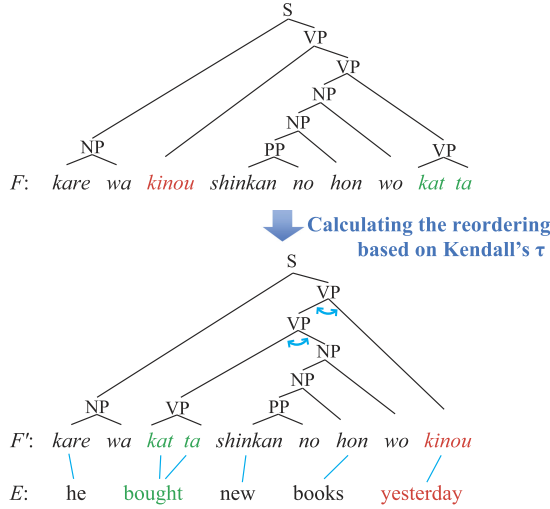 S
VP
VP
NP
NP
NP PP VP
F: kare wa kinou shinkan no hon wo kat ta
Calculating the reordering
based on Kendall's τ
S
VP
VP
NP
NP
NP VP PP
F': kare wa kat ta shinkan no hon wo kinou
E: he bought new books yesterday